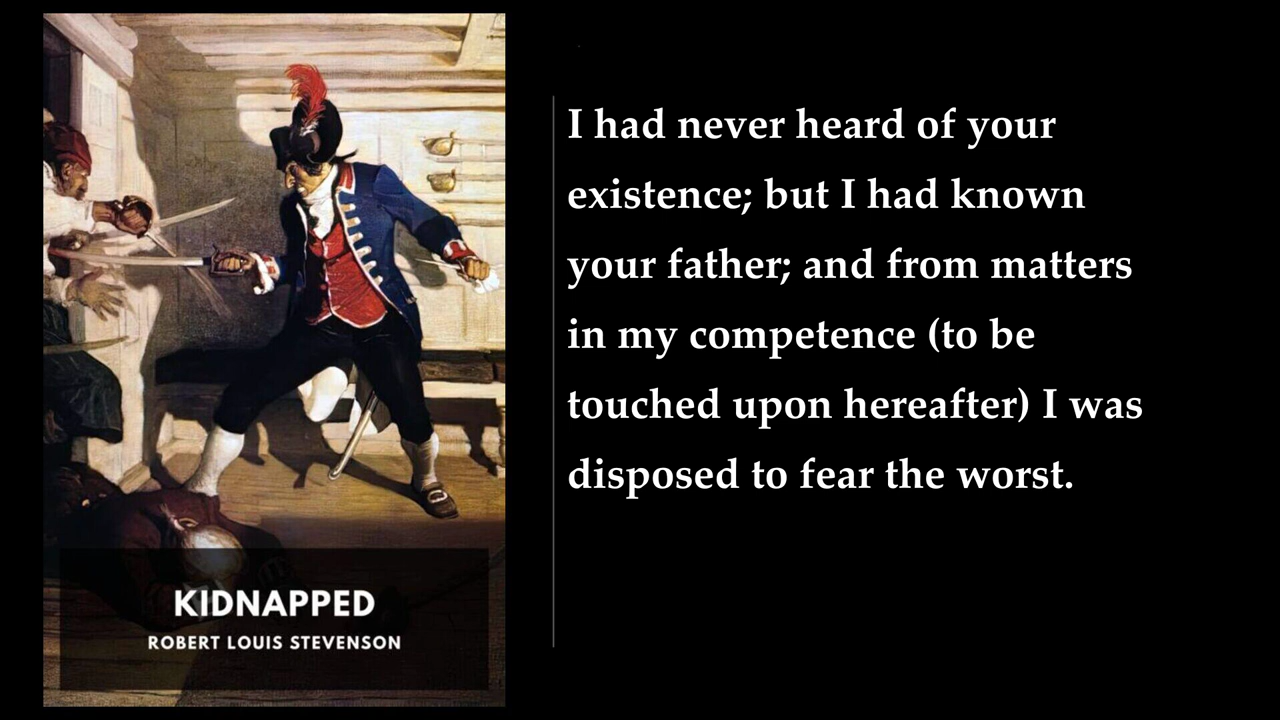 I had never heard of your
existence; but I had known
your father; and from matters
in my competence (to be
touched upon hereafter) I was
disposed to fear the worst.
KIDNAPPED
ROBERT LOUIS STEVENSON